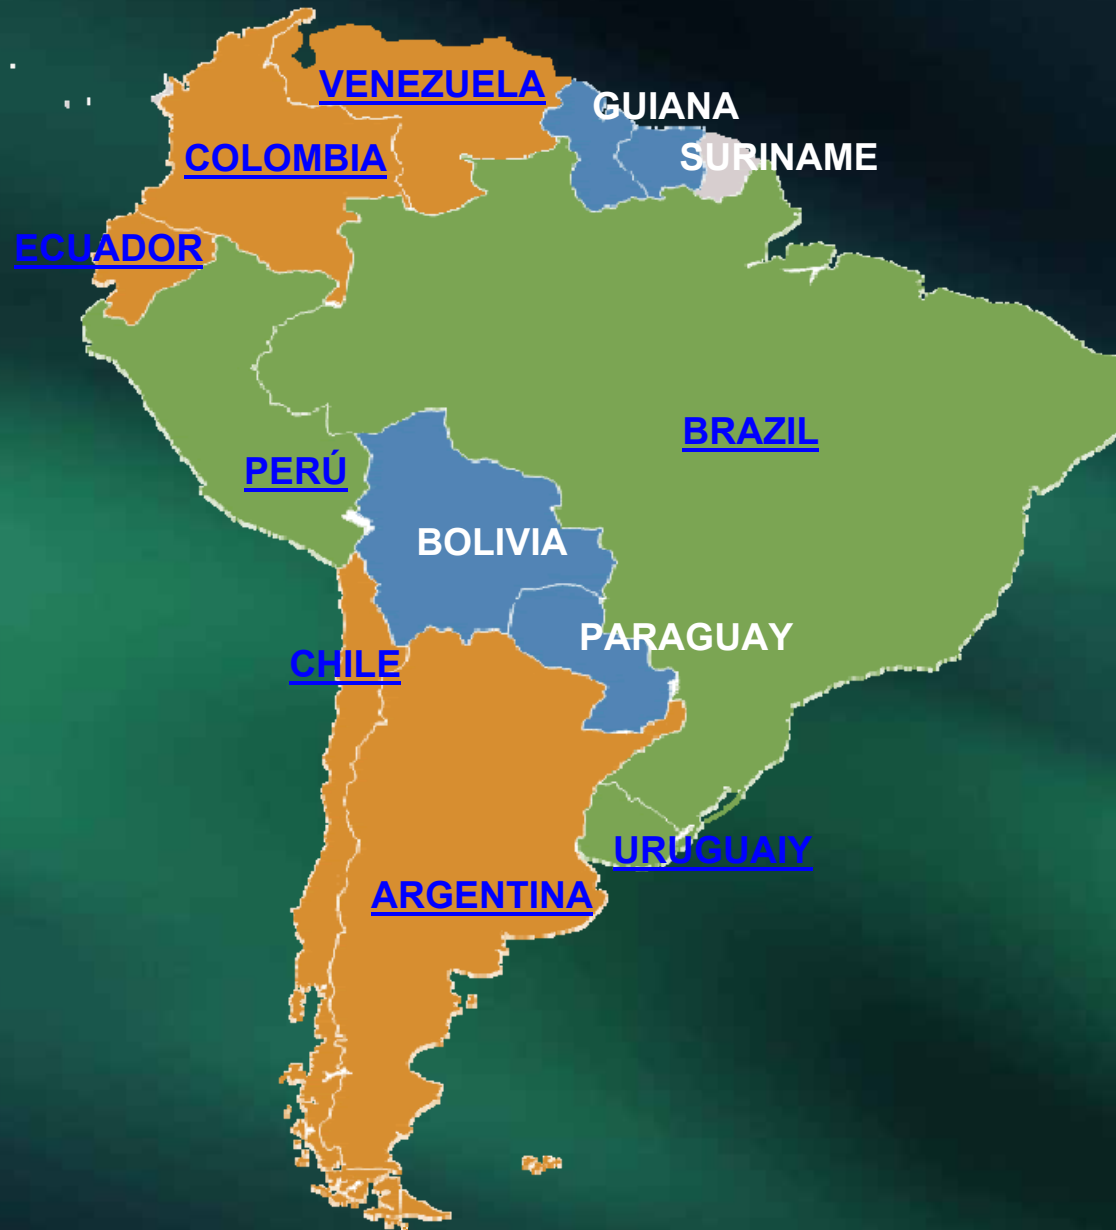 VENEZUELA
GUIANA
COLOMBIA
SURINAME
ECUADOR
BRAZIL
PERÚ
BOLIVIA
PARAGUAY
CHILE
URUGUAIY
ARGENTINA